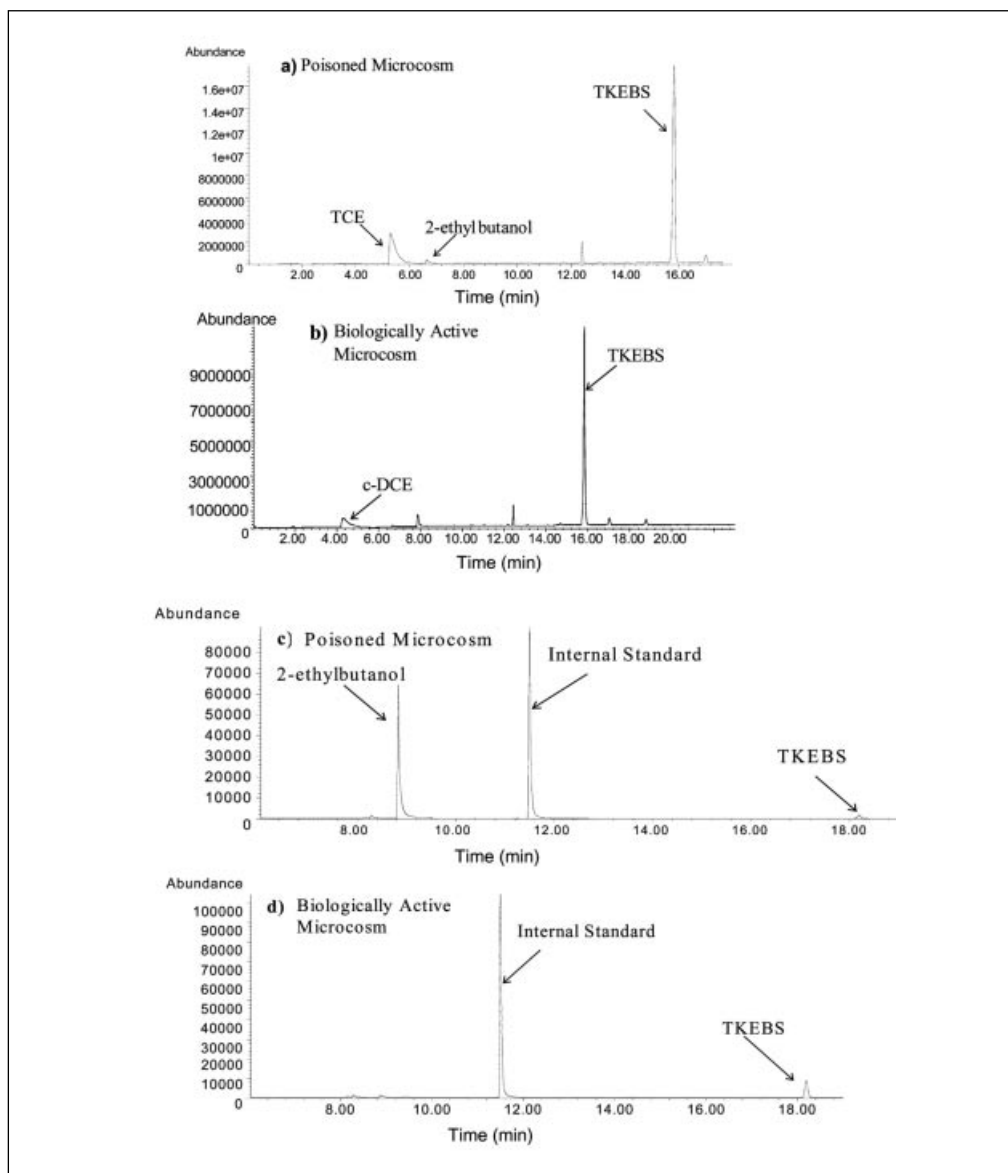 Abundance
a) Poisoned Microcosm
TKEBS
1.6e+07
1.4e+07
1.2e+07
1e+07
8000000
6000000
4000000
2000000
0
TCE
2-ethylbutanol
2.00 4.00 6.00 8.00 10.00 12.00 14.00 16.00
Time (min)
Abundance
b) Biologically Active
Microcosm
TKEBS
9000000
7000000
5000000
3000000
1000000
0
c-DCE
2.00 4.00 6.00 8.00 10.00 12.00 14.00 16.00 18.00 20.00
Time (min)
Abundance
c) Poisoned Microcosm
2-ethylbutanol
Internal Standard
TKEBS
80000
70000
60000
50000
40000
30000
20000
10000
0
8.00 10.00 12.00 14.00 16.00 18.00
Time (min)
Abundance
d) Biologically Active
Microcosm
Internal Standard
TKEBS
100000
90000
80000
70000
60000
50000
40000
30000
20000
10000
0
8.00 10.00 12.00 14.00 16.00 18.00
Time (min)